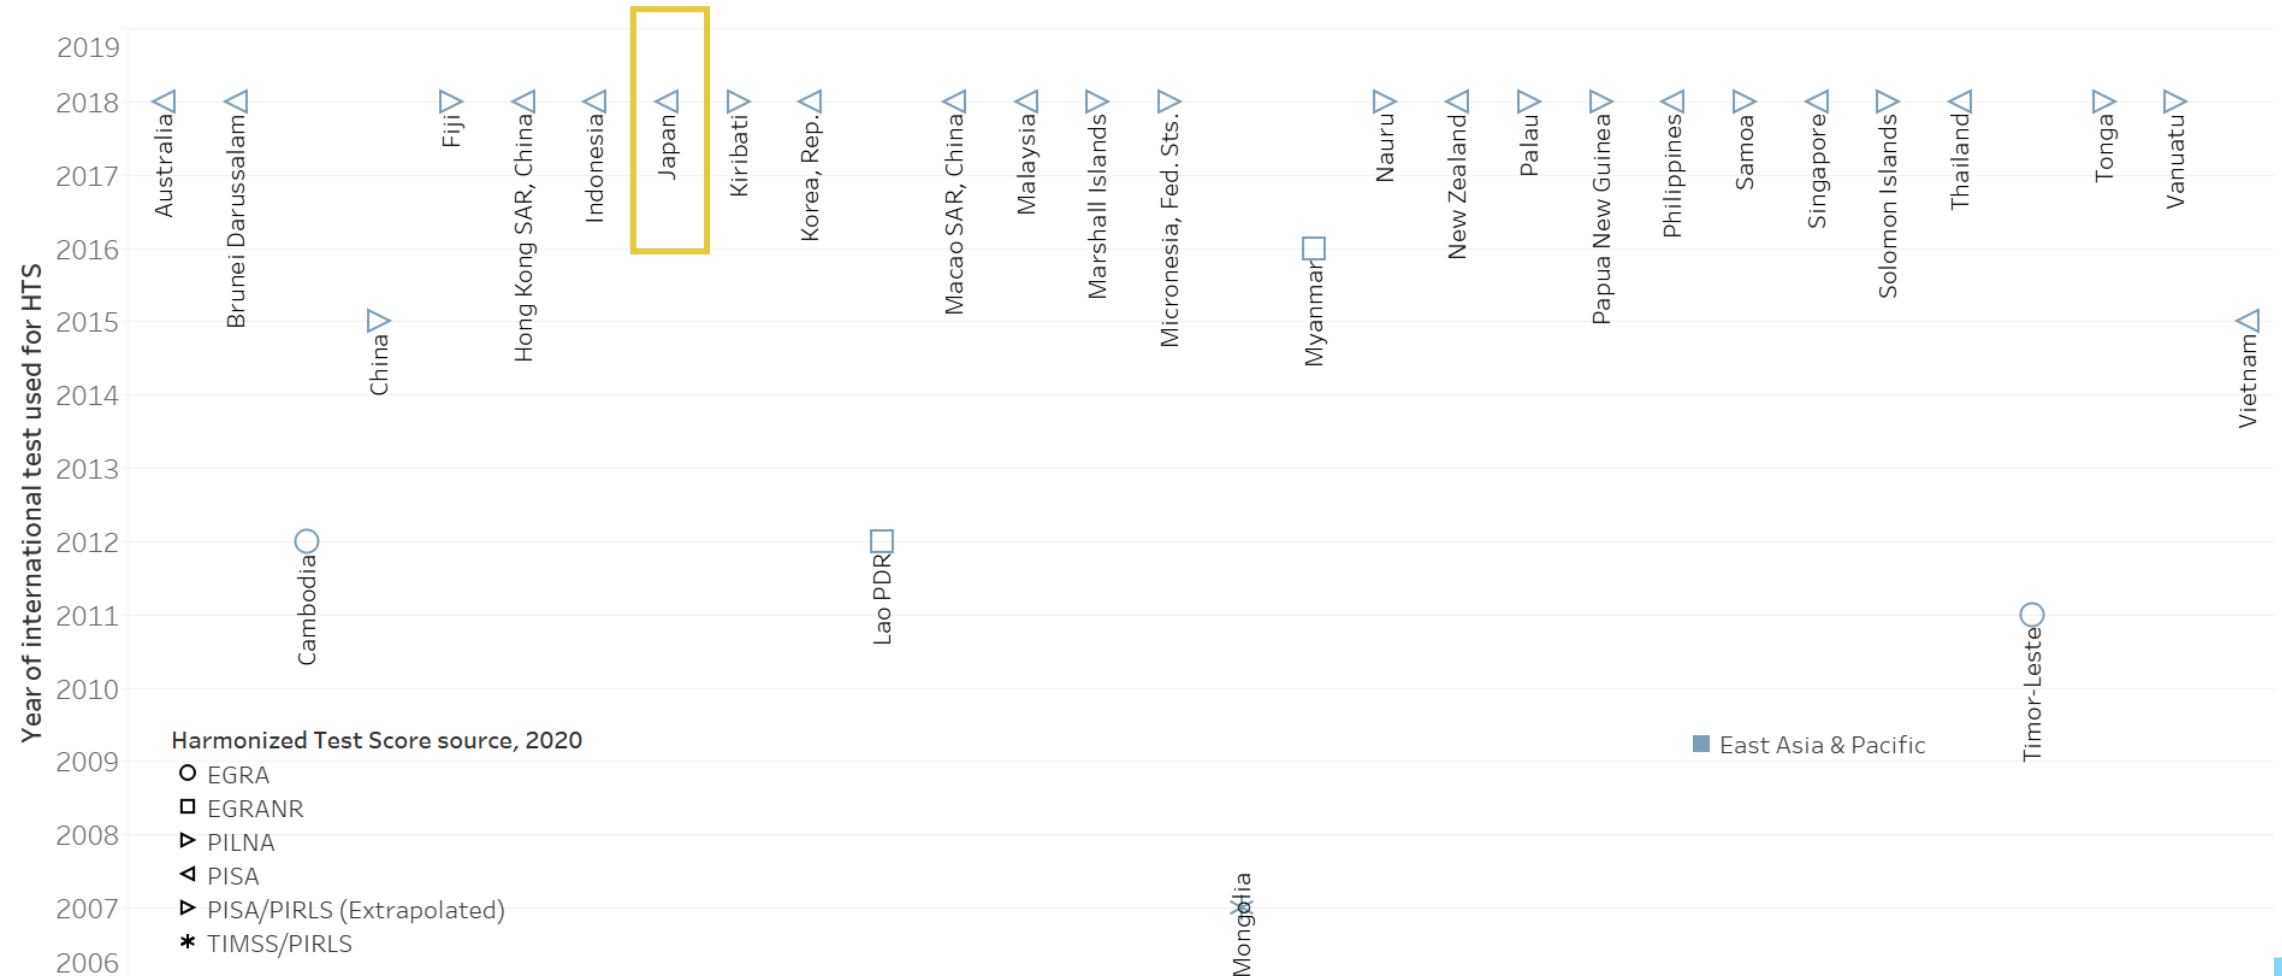 Year of international test used for HTS
2019
2018
2017
2016
2015
2014
2013
2012
2011
2010
2009
2008
2007
2006
Australia
Brunei Darussalam
Cambodia
China
Fiji
Hong Kong SAR, China
Indonesia
Japan
Kiribati
Korea, Rep.
Lao PDR
Macao SAR, China
Malaysia
Marshall Islands
Micronesia, Fed. Sts.
Mongolia
Myanmar
Nauru
New Zealand
Palau
Papua New Guinea
Philippines
Samoa
Singapore
Solomon Islands
Thailand
Timor-Leste
Tonga
Vanuatu
Vietnam
Harmonized Test Score source, 2020
EGRA
EGRANR
PILNA
PISA
PISA/PIRLS (Extrapolated)
TIMSS/PIRLS
East Asia & Pacific